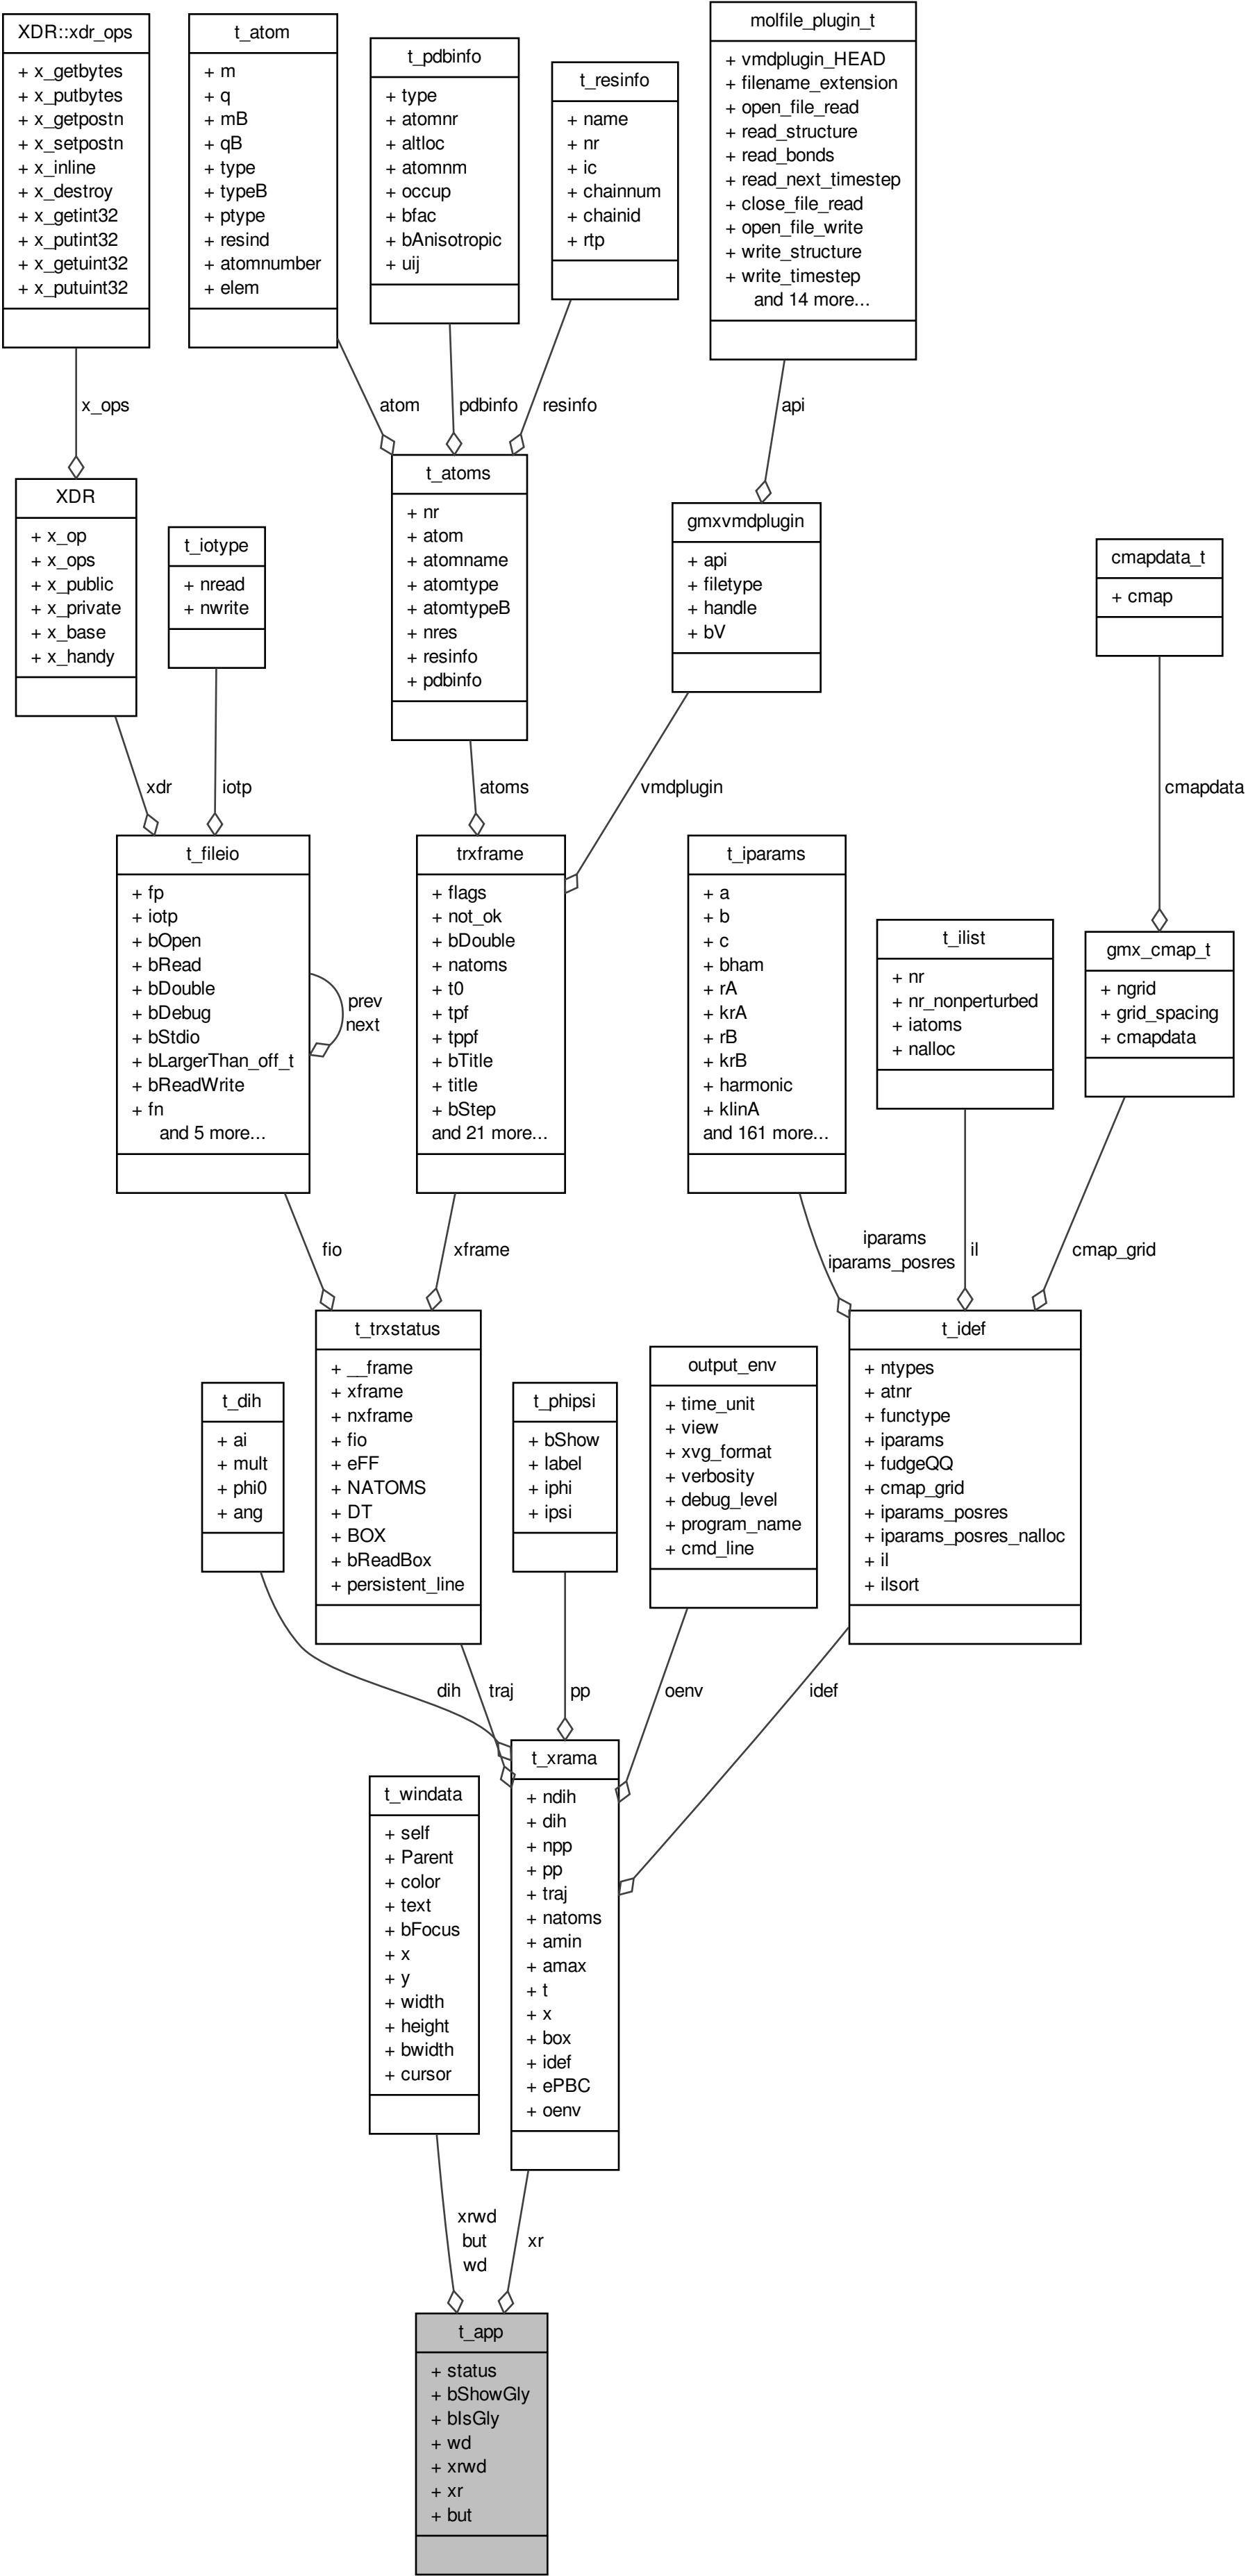 XDR::xdr_ops
+ x_getbytes
+ x_putbytes
+ x_getpostn
+ x_setpostn
+ x_inline
+ x_destroy
+ x_getint32
+ x_putint32
+ x_getuint32
+ x_putuint32
t_atom
+ m
+ q
+ mB
+ qB
+ type
+ typeB
+ ptype
+ resind
+ atomnumber
+ elem
t_pdbinfo
+ type
+ atomnr
+ altloc
+ atomnm
+ occup
+ bfac
+ bAnisotropic
+ uij
t_resinfo
+ name
+ nr
+ ic
+ chainnum
+ chainid
+ rtp
molfile_plugin_t
+ vmdplugin_HEAD
+ filename_extension
+ open_file_read
+ read_structure
+ read_bonds
+ read_next_timestep
+ close_file_read
+ open_file_write
+ write_structure
+ write_timestep
and 14 more...
x_ops
atom
pdbinfo
resinfo
api
XDR
+ x_op
+ x_ops
+ x_public
+ x_private
+ x_base
+ x_handy
t_iotype
+ nread
+ nwrite
t_atoms
+ nr
+ atom
+ atomname
+ atomtype
+ atomtypeB
+ nres
+ resinfo
+ pdbinfo
gmxvmdplugin
+ api
+ filetype
+ handle
+ bV
cmapdata_t
+ cmap
xdr
iotp
atoms
vmdplugin
cmapdata
t_fileio
+ fp
+ iotp
+ bOpen
+ bRead
+ bDouble
+ bDebug
+ bStdio
+ bLargerThan_off_t
+ bReadWrite
+ fn
and 5 more...
prev
next
trxframe
+ flags
+ not_ok
+ bDouble
+ natoms
+ t0
+ tpf
+ tppf
+ bTitle
+ title
+ bStep
and 21 more...
t_iparams
+ a
+ b
+ c
+ bham
+ rA
+ krA
+ rB
+ krB
+ harmonic
+ klinA
and 161 more...
t_ilist
+ nr
+ nr_nonperturbed
+ iatoms
+ nalloc
gmx_cmap_t
+ ngrid
+ grid_spacing
+ cmapdata
fio
xframe
iparams
iparams_posres
il
cmap_grid
t_dih
+ ai
+ mult
+ phi0
+ ang
t_trxstatus
+ __frame
+ xframe
+ nxframe
+ fio
+ eFF
+ NATOMS
+ DT
+ BOX
+ bReadBox
+ persistent_line
t_phipsi
+ bShow
+ label
+ iphi
+ ipsi
output_env
+ time_unit
+ view
+ xvg_format
+ verbosity
+ debug_level
+ program_name
+ cmd_line
t_idef
+ ntypes
+ atnr
+ functype
+ iparams
+ fudgeQQ
+ cmap_grid
+ iparams_posres
+ iparams_posres_nalloc
+ il
+ ilsort
dih
traj
pp
oenv
idef
t_windata
+ self
+ Parent
+ color
+ text
+ bFocus
+ x
+ y
+ width
+ height
+ bwidth
+ cursor
t_xrama
+ ndih
+ dih
+ npp
+ pp
+ traj
+ natoms
+ amin
+ amax
+ t
+ x
+ box
+ idef
+ ePBC
+ oenv
xrwd
but
wd
xr
t_app
+ status
+ bShowGly
+ bIsGly
+ wd
+ xrwd
+ xr
+ but